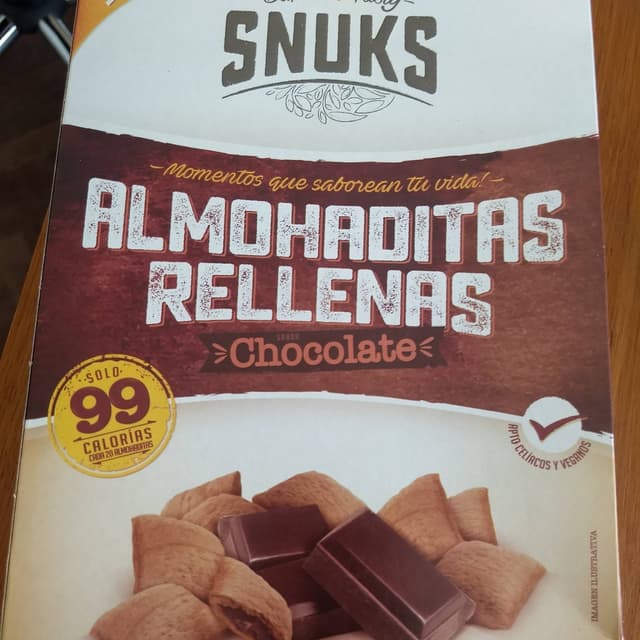 SNUKS
-Momentos que saborean tu vida!-
ALMOHADITAS
RELLENAS
SABOR
Chocolate
·SOLO·
99
CALORÍAS
CADA 20 ALMOHADITAS
APTO CELÍACOS Y VEGANOS
IMAGEN ILUSTRATIVA